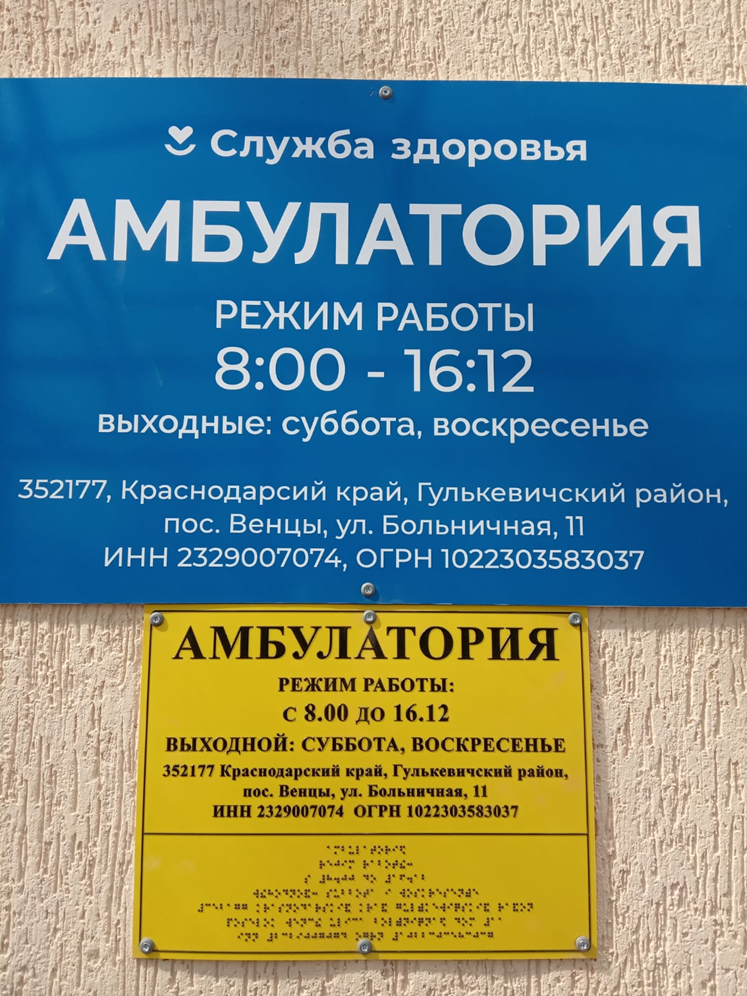 Служба здоровья
АМБУЛАТОРИЯ
РЕЖИМ РАБОТЫ
8:00 - 16:12
выходные: суббота, воскресенье
352177, Краснодарсий край, Гулькевичский район,
пос. Венцы, ул. Больничная, 11
ИНН 2329007074, ОГРН 1022303583037
АМБУЛАТОРИЯ
РЕЖИМ РАБОТЫ:
С 8.00 ДО 16.12
ВЫХОДНОЙ: СУББОТА, ВОСКРЕСЕНЬЕ
352177 Краснодарский край, Гулькевичский район,
пос. Венцы, ул. Больничная, 11
ИНН 2329007074 ОГРН 1022303583037